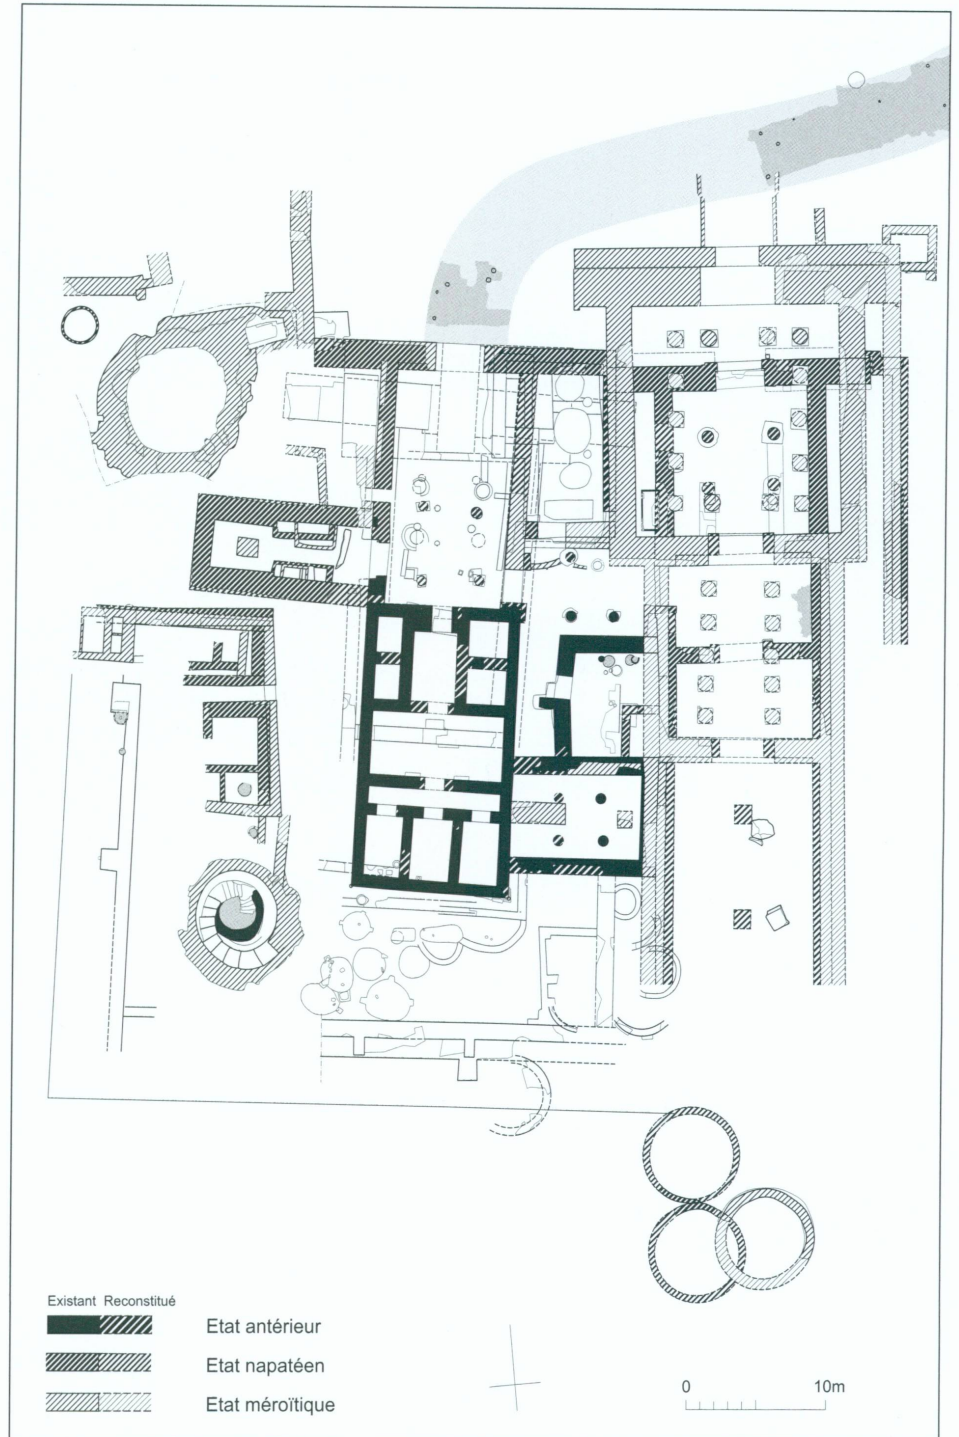 Existant Reconstitué
Etat antérieur
Etat napatéen
Etat méroïtique
0 10m